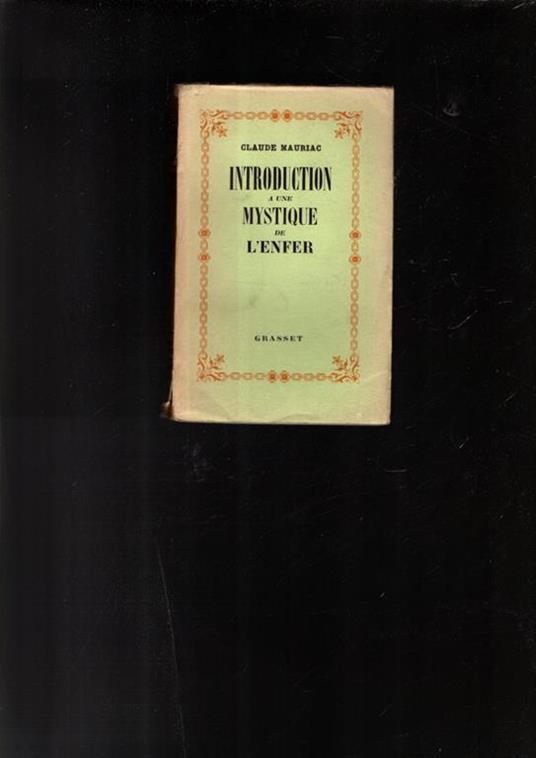 CLAUDE MAURIAC
INTRODUCTION
A UNE
MYSTIQUE
DE
L'ENFER
GRASSET